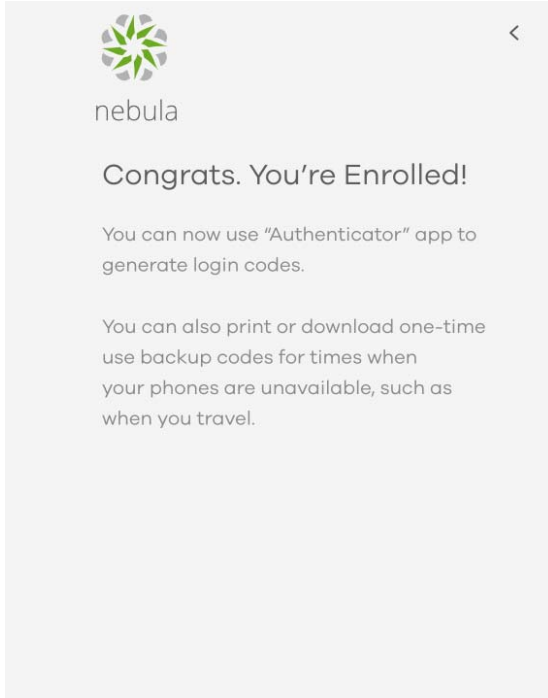 nebula
Congrats. You’re Enrolled!
You can now use “Authenticator” app to
generate login codes.
You can also print or download one-time
use backup codes for times when
your phones are unavailable, such as
when you travel.